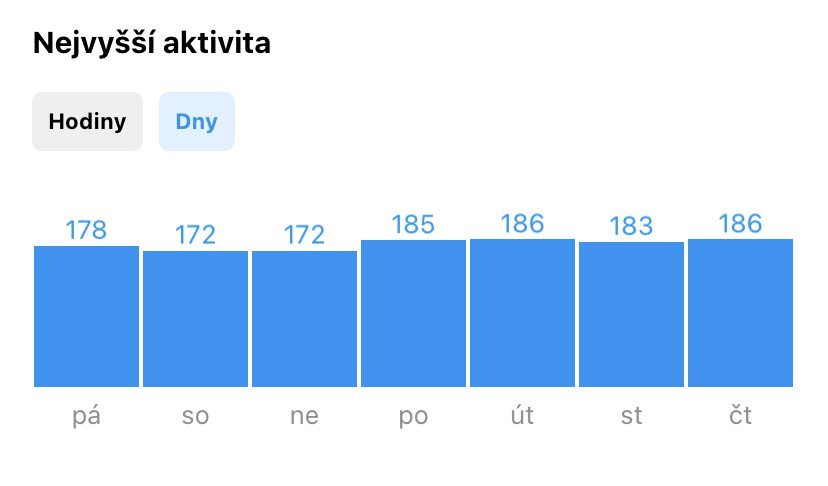 Nejvyšší aktivita
Hodiny Dny
178 172 172 185 186 183 186
pá so ne po út st čt